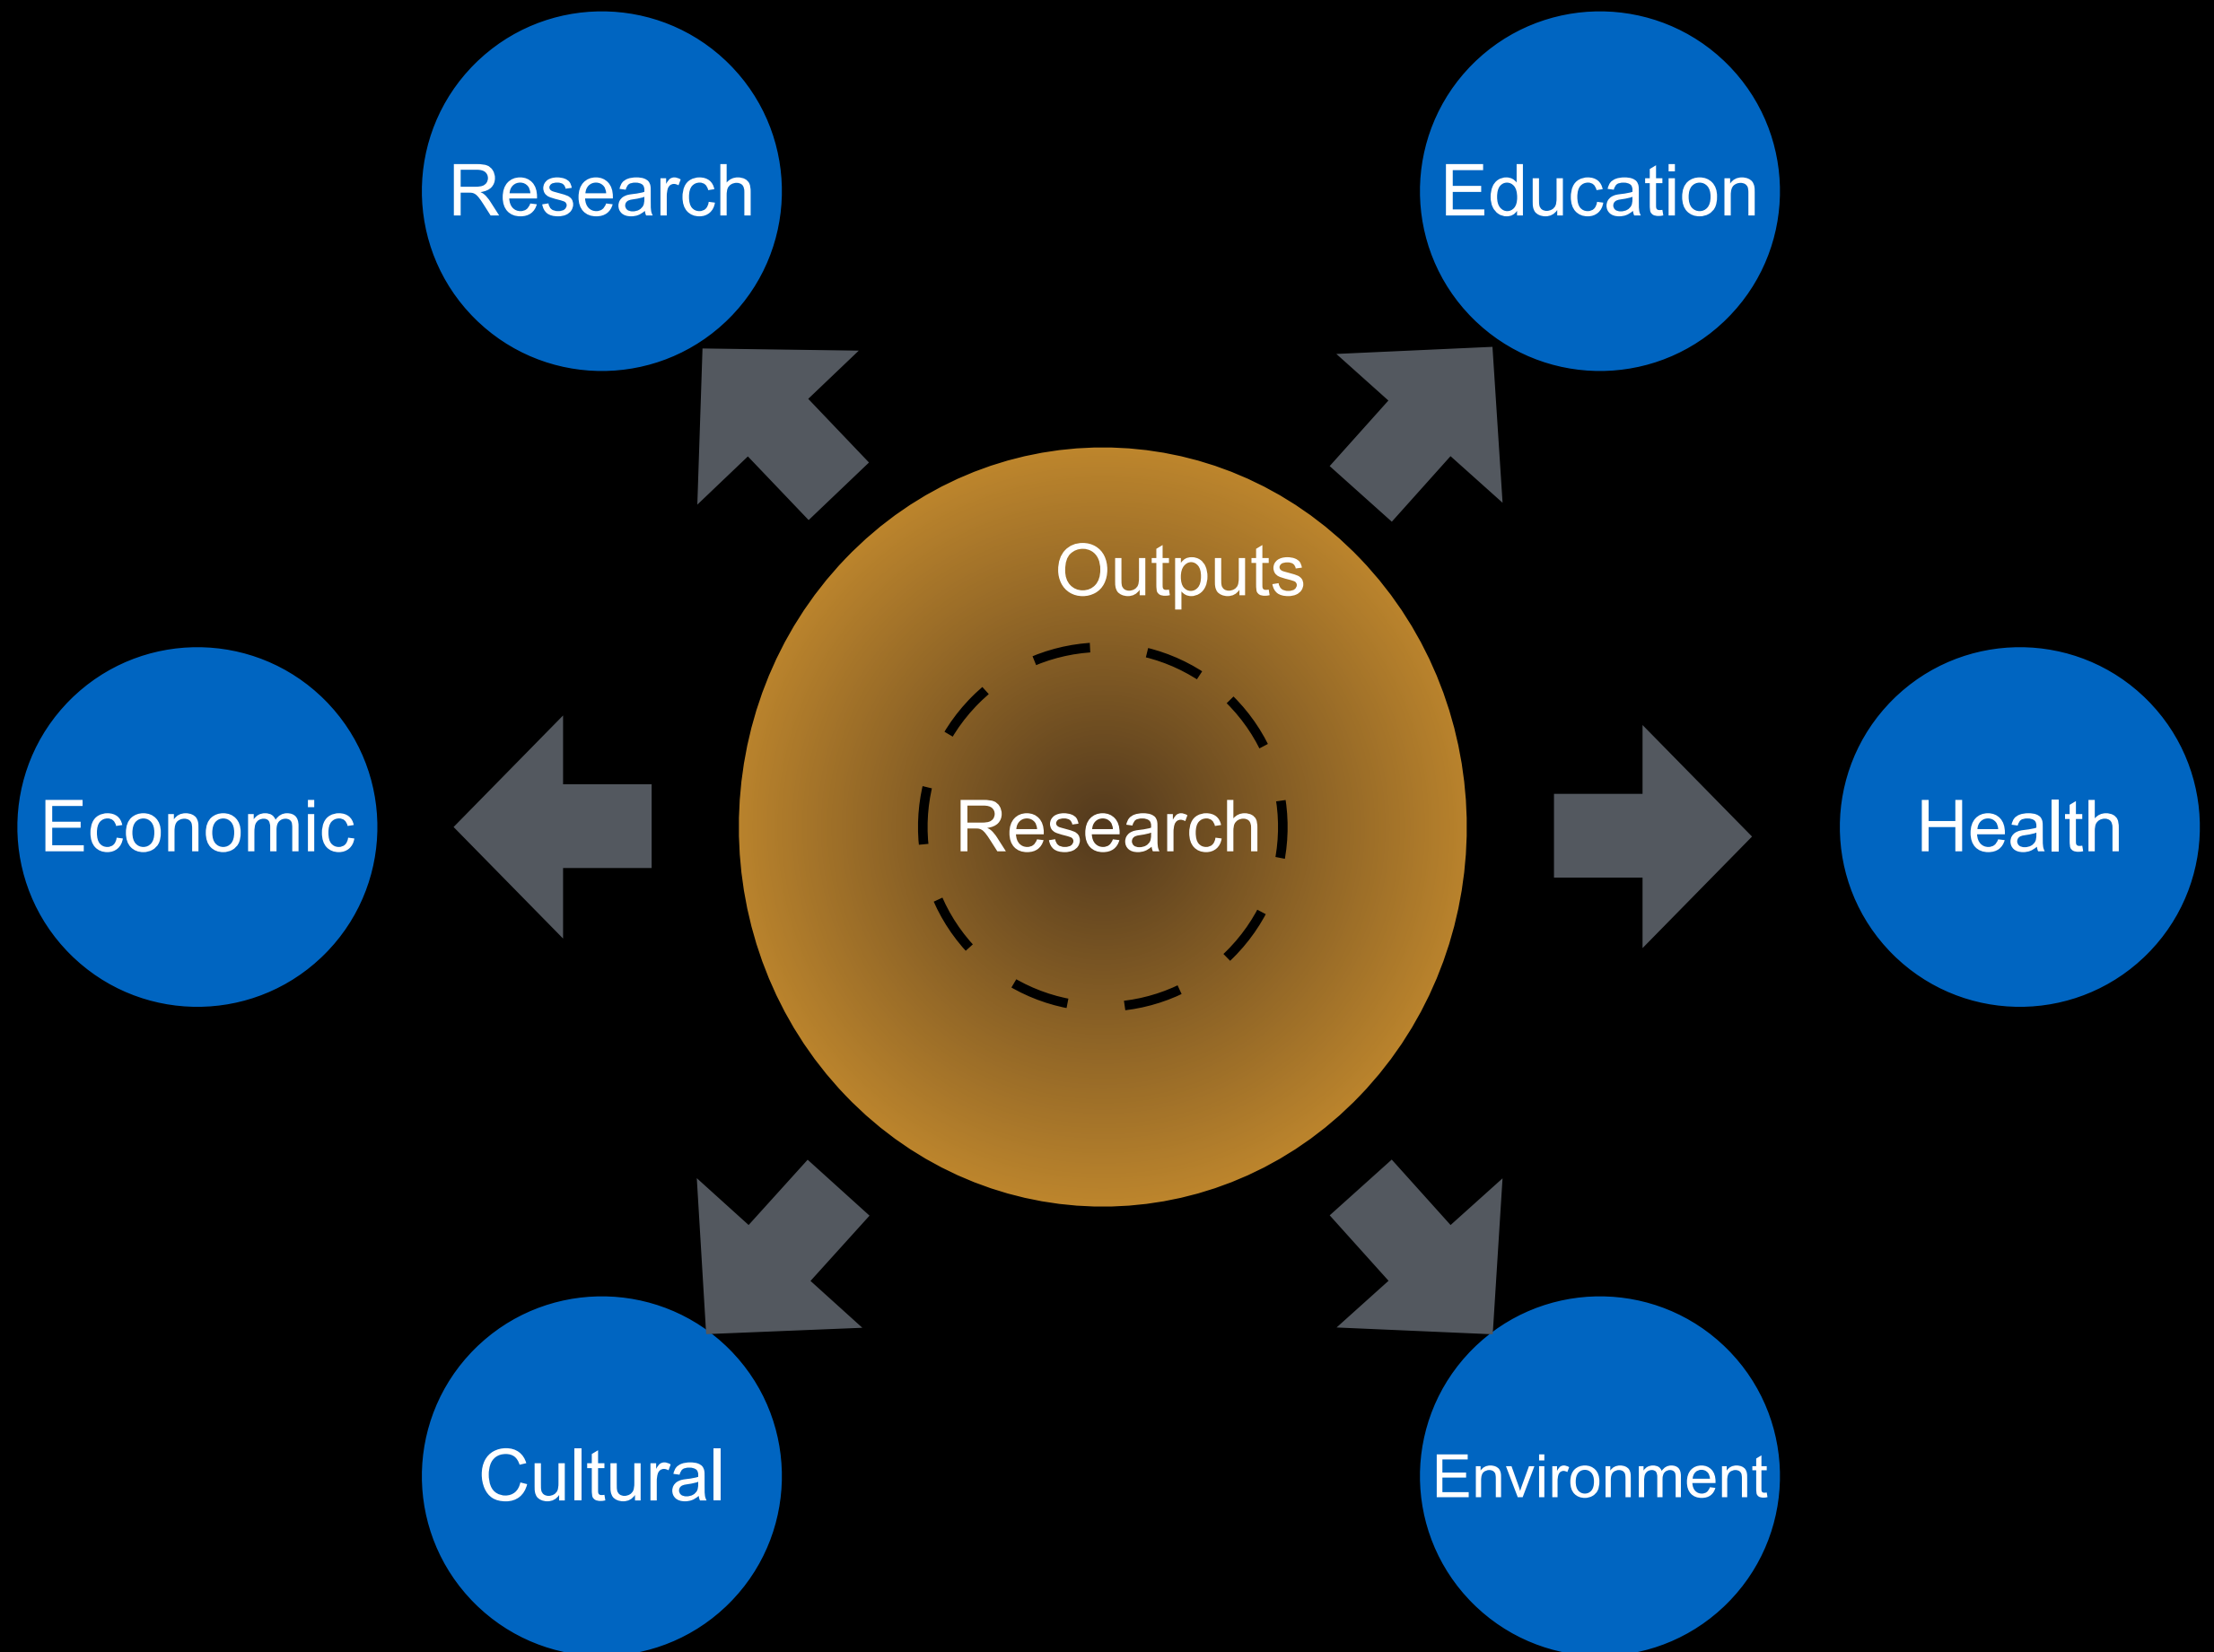 Research
Education
Outputs
Economic
Research
Health
Cultural
Environment